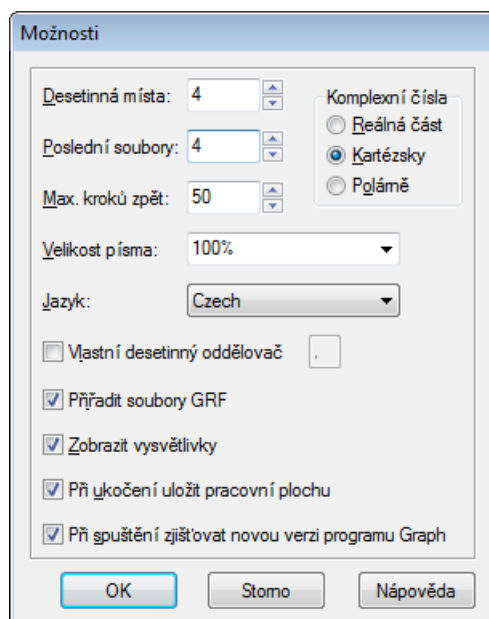 Možnosti
Desetinná místa: 4
Komplexní čísla
Reálná část
Poslední soubory: 4
Kartézsky
Polárně
Max. kroků zpět: 50
Velikost písma: 100%
Jazyk: Czech
Vlastní desetinný oddělovač .
Přiřadit soubory GRF
Zobrazit vysvětlivky
Při ukočení uložit pracovní plochu
Při spuštění zjišťovat novou verzi programu Graph
OK Storno Nápověda